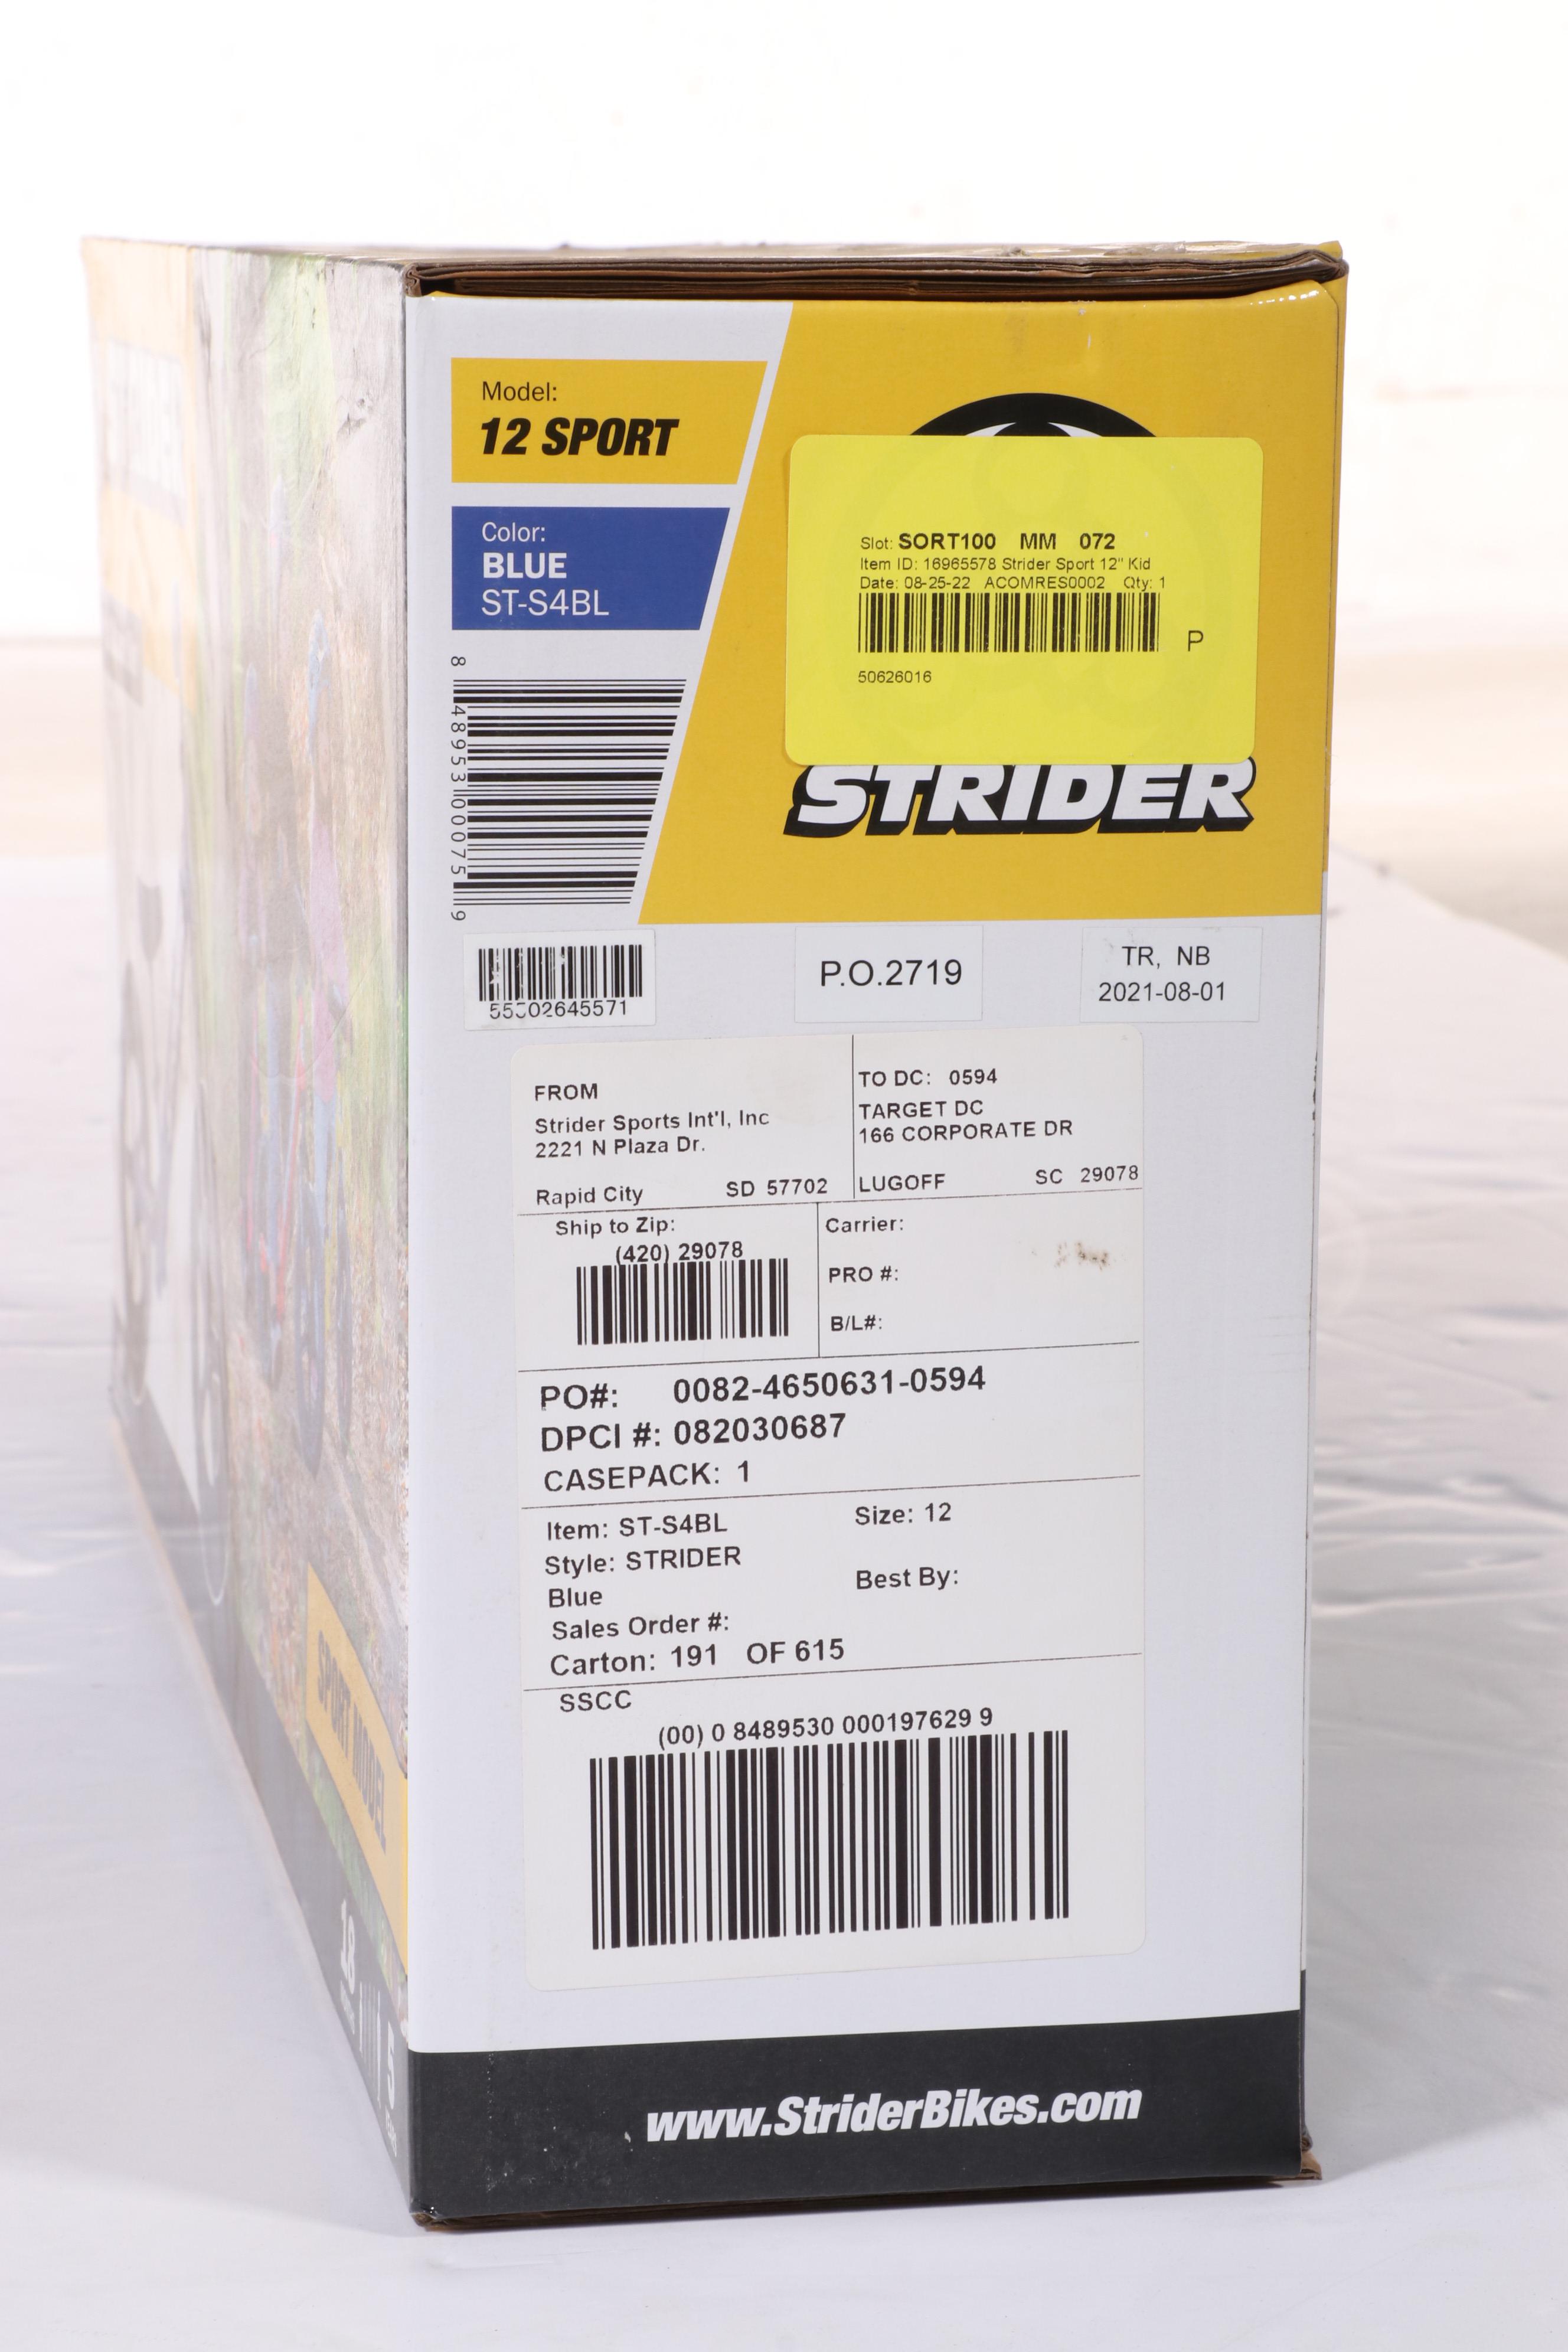 Model:
12 SPORT
Color:
BLUE
ST-S4BL
8 48953 00075 9
Slot: SORT100 MM 072
Item ID: 16965578 Strider Sport 12" Kid
Date: 08-25-22 ACOMRES0002 Qty: 1
P
50626016
STRIDER
P.O.2719
TR, NB
2021-08-01
FROM
Strider Sports Int'l, Inc
2221 N Plaza Dr.
Rapid City SD 57702
TO DC: 0594
TARGET DC
166 CORPORATE DR
LUGOFF SC 29078
Ship to Zip:
(420) 29078
Carrier:
PRO #:
B/L#:
PO#: 0082-4650631-0594
DPCI #: 082030687
CASEPACK: 1
Item: ST-S4BL Size: 12
Style: STRIDER
Blue Best By:
Sales Order #:
Carton: 191 OF 615
SSCC
(00) 0 8489530 000197629 9
www.StriderBikes.com
SPORT MODEL
18
5